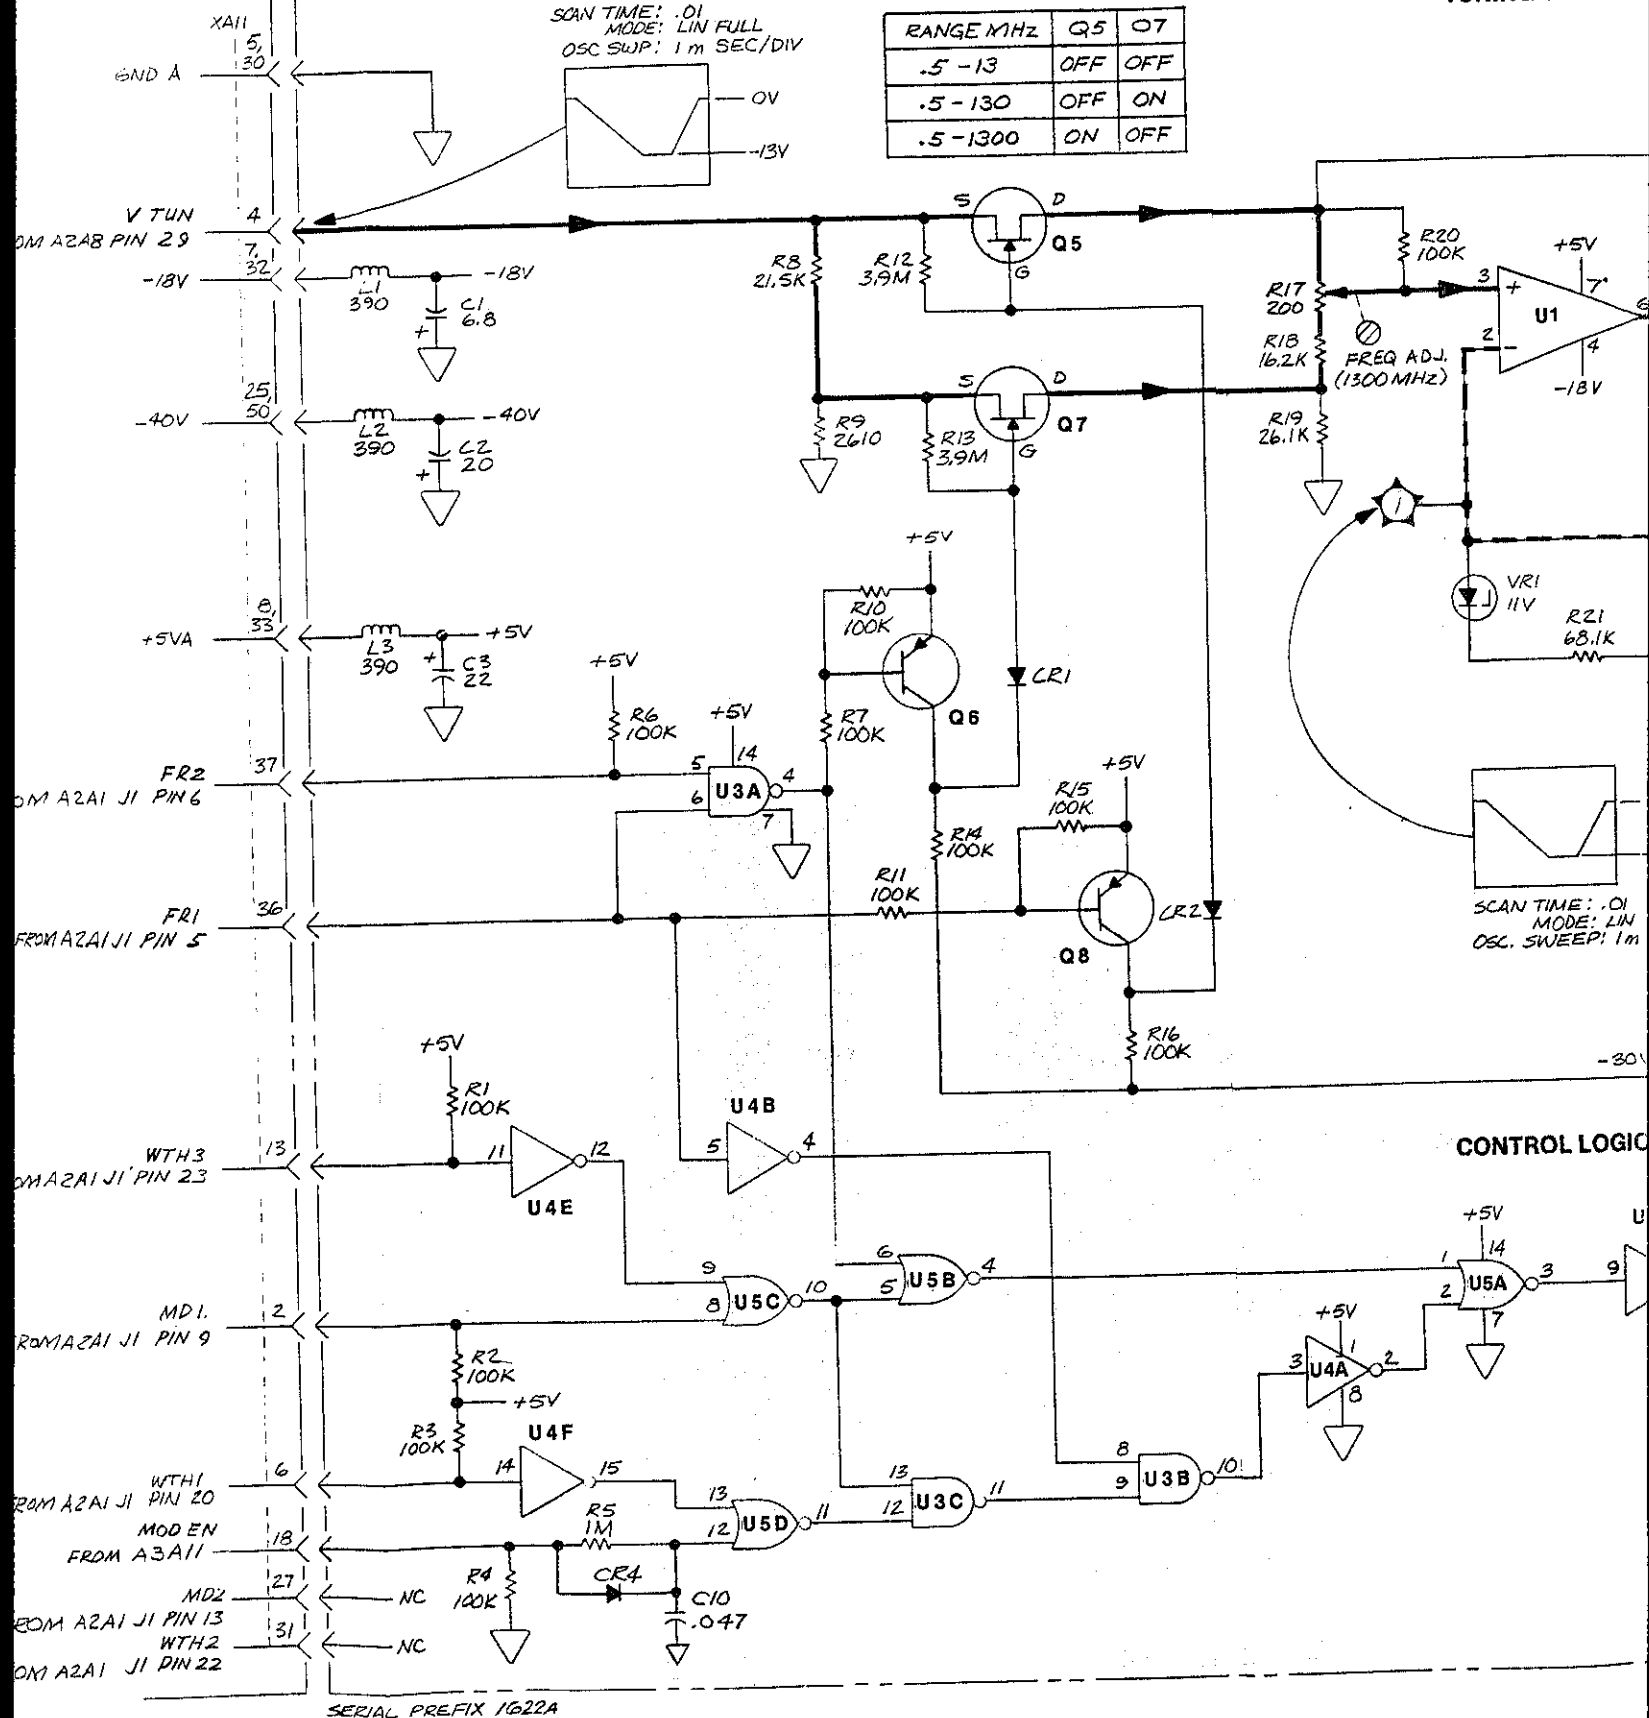 XA11
SCAN TIME: .01
MODE: LIN FULL
OSC SWP: 1 m SEC/DIV
RANGE MHz Q5 Q7
.5 - 13 OFF OFF
.5 - 130 OFF ON
.5 - 1300 ON OFF
5,
30
GND A
0V
-13V
V TUN 4
OM A2A8 PIN 29
7,
32
-18V
L1
390
-18V
C1
6.8
R8
21.5K
R12
3.9M
S D
G
Q5
R20
100K
R17
200
R18
16.2K
FREQ ADJ.
(1300 MHz)
+5V
3 + 7
U1 6
2 - 4
-18V
25,
50
-40V
L2
390
-40V
C2
20
R9
2610
R13
3.9M
S D
G
Q7
R19
26.1K
1
VR1
11V
R21
68.1K
8,
33
+5VA
L3
390
+5V
C3
22
+5V
R10
100K
Q6
CR1
+5V
R6
100K
+5V
14
R7
100K
FR2 37
OM A2A1 J1 PIN 6
5
6
U3A 4
7
R14
100K
+5V
R15
100K
R11
100K
Q8
CR2
FR1 36
FROM A2A1 J1 PIN 5
SCAN TIME: .01
MODE: LIN
OSC. SWEEP: 1m
R16
100K
-30V
+5V
R1
100K
U4B
5 4
WTH3 13
OM A2A1 J1 PIN 23
11 12
U4E
CONTROL LOGIC
9
8
U5C 10
6
5
U5B 4
+5V
14
1
2
U5A 3
7
9
U
MD1. 2
ROM A2A1 J1 PIN 9
R2
100K
+5V
R3
100K
+5V
1
3 U4A 2
8
WTH1 6
ROM A2A1 J1 PIN 20
U4F
14 15
13
12
U5D 11
13
12
U3C 11
8
9
U3B 10
MOD EN 18
FROM A3A11
R5
1M
R4
100K
CR4
C10
.047
MD2 27 NC
ROM A2A1 J1 PIN 13
WTH2 31 NC
OM A2A1 J1 PIN 22
SERIAL PREFIX 1622A